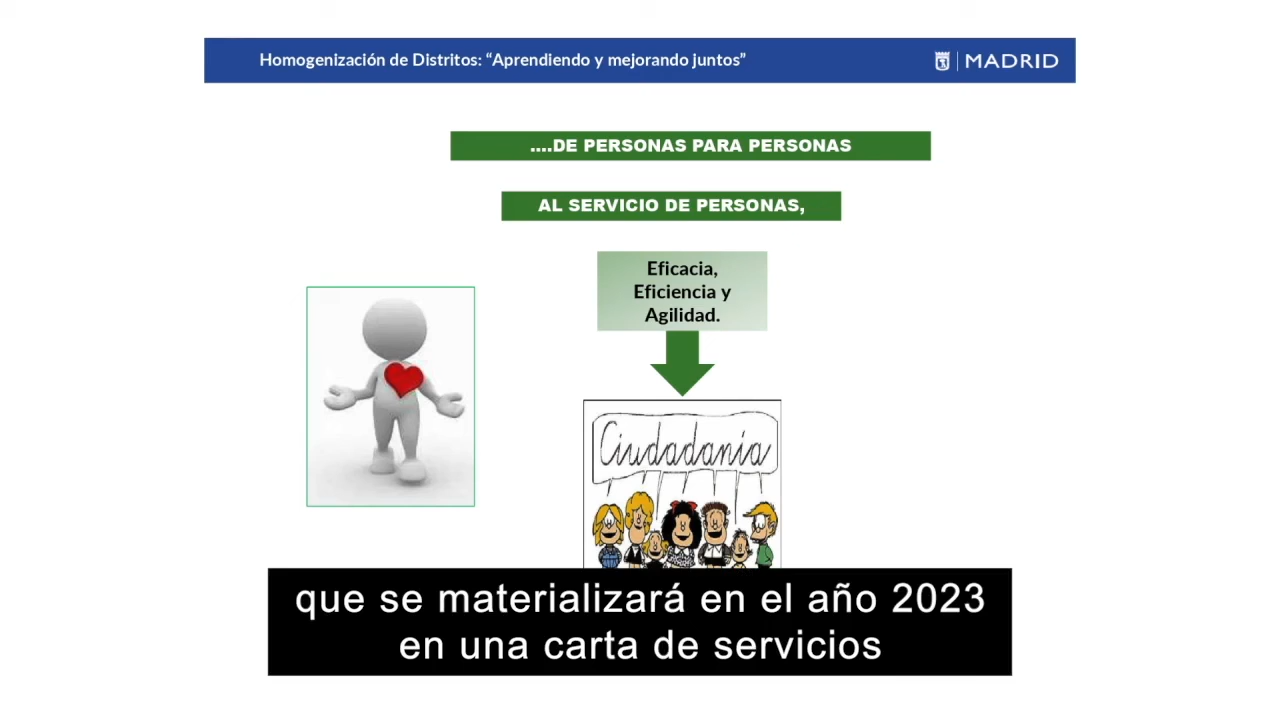 Homogenización de Distritos: “Aprendiendo y mejorando juntos”
MADRID
....DE PERSONAS PARA PERSONAS
AL SERVICIO DE PERSONAS,
Eficacia,
Eficiencia y
Agilidad.
Ciudadanía
que se materializará en el año 2023
en una carta de servicios